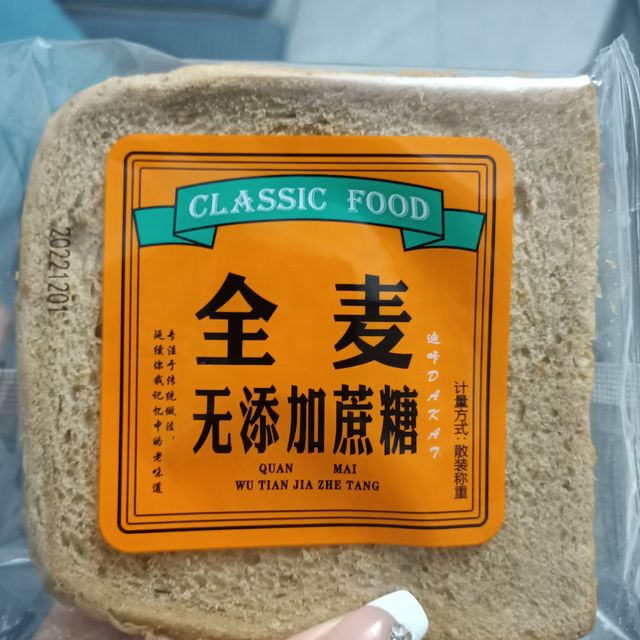 CLASSIC FOOD
20221201
全麦
无添加蔗糖
QUAN MAI
WU TIAN JIA ZHE TANG
专注于传统做法，
延续你我记忆中的老味道
迪咔DAKAT
计量方式：散装称重